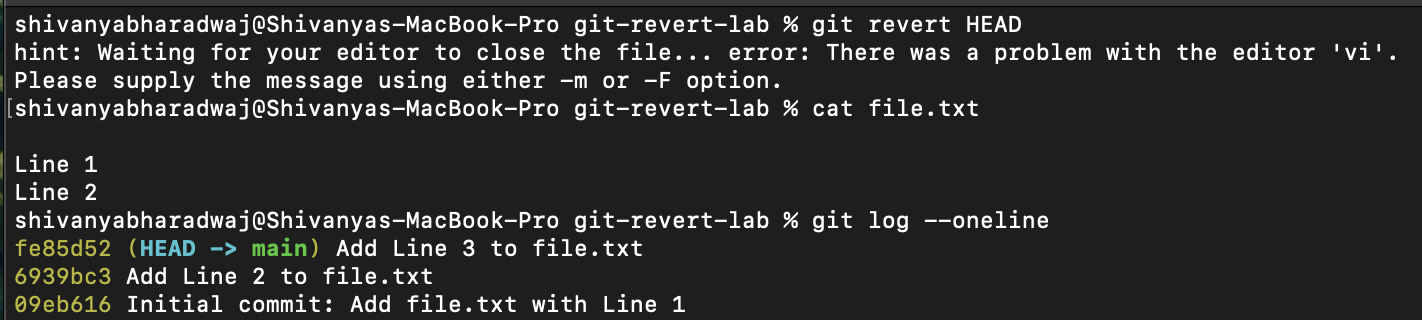 shivanyabharadwaj@Shivanyas-MacBook-Pro git-revert-lab % git revert HEAD
hint: Waiting for your editor to close the file... error: There was a problem with the editor 'vi'.
Please supply the message using either -m or -F option.
[shivanyabharadwaj@Shivanyas-MacBook-Pro git-revert-lab % cat file.txt
Line 1
Line 2
shivanyabharadwaj@Shivanyas-MacBook-Pro git-revert-lab % git log --oneline
fe85d52 (HEAD -> main) Add Line 3 to file.txt
6939bc3 Add Line 2 to file.txt
09eb616 Initial commit: Add file.txt with Line 1